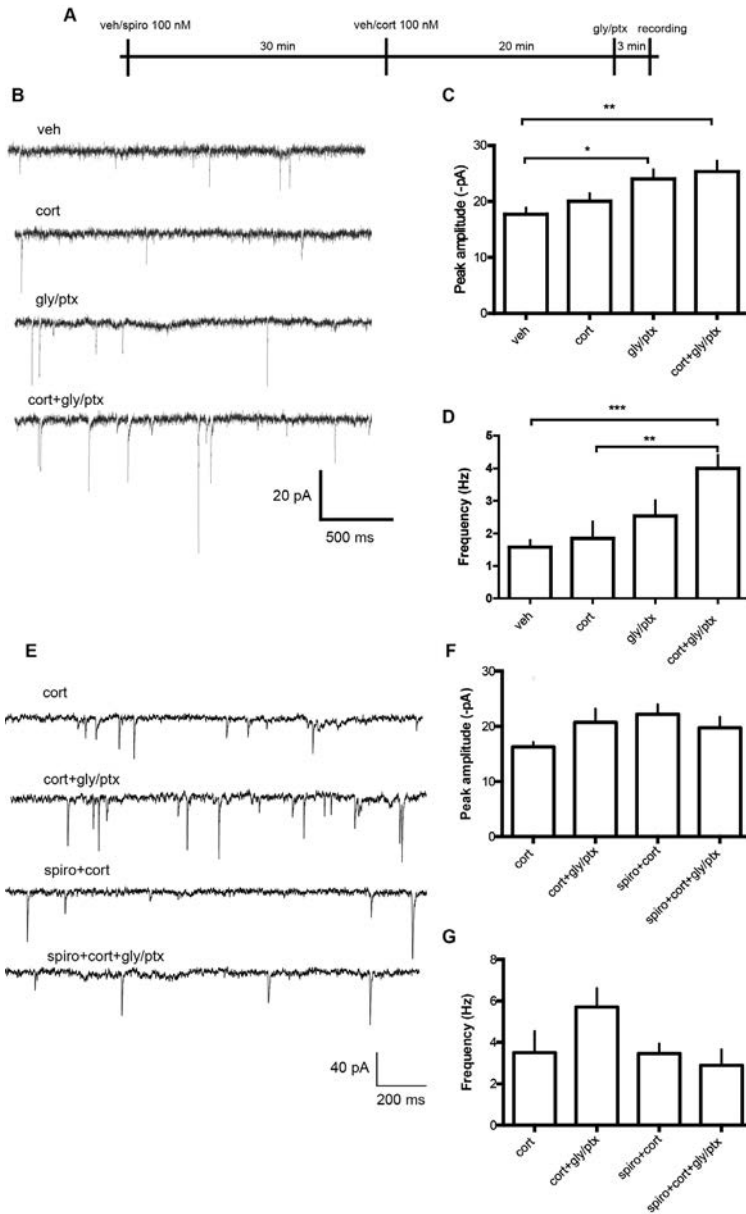 A
veh/spiro 100 nM veh/cort 100 nM gly/ptx recording
30 min 20 min 3 min
B
veh
cort
gly/ptx
cort+gly/ptx
20 pA
500 ms
C
**
*
Peak amplitude (-pA)
30
20
10
0
veh cort gly/ptx cort+gly/ptx
D
***
**
Frequency (Hz)
5
4
3
2
1
0
veh cort gly/ptx cort+gly/ptx
E
cort
cort+gly/ptx
spiro+cort
spiro+cort+gly/ptx
40 pA
200 ms
F
Peak amplitude (-pA)
30
20
10
0
cort cort+gly/ptx spiro+cort spiro+cort+gly/ptx
G
Frequency (Hz)
8
6
4
2
0
cort cort+gly/ptx spiro+cort spiro+cort+gly/ptx